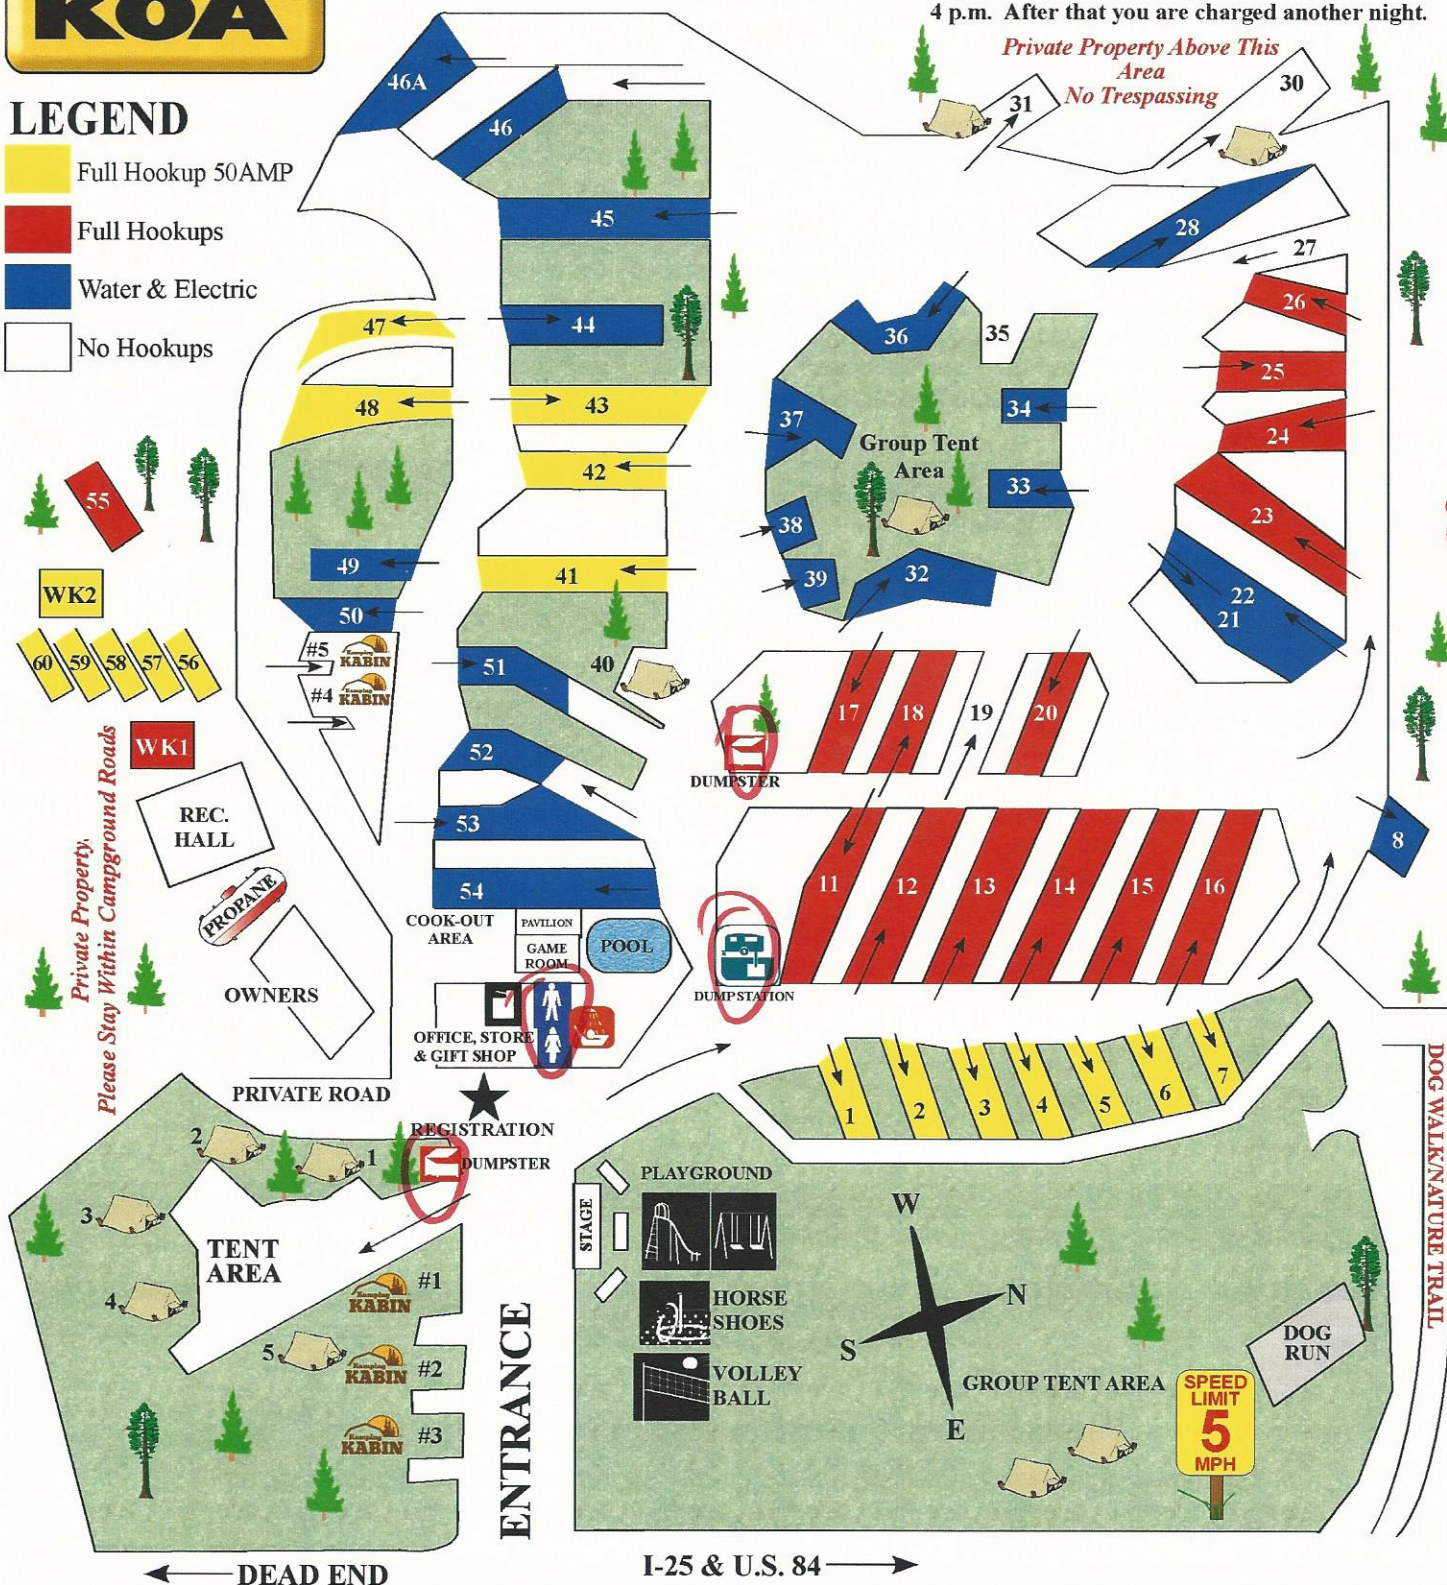 KOA
4 p.m. After that you are charged another night.
Private Property Above This
Area
No Trespassing
LEGEND
Full Hookup 50AMP
Full Hookups
Water & Electric
No Hookups
46A
46
45
44
47
48
43
42
41
49
50
#5
Kamping
KABIN
#4
Kamping
KABIN
51
40
52
53
54
31
30
28
27
26
25
24
23
22
21
36
35
37
34
Group Tent
Area
33
38
39
32
55
WK2
60
59
58
57
56
WK1
REC.
HALL
PROPANE
OWNERS
Private Property.
Please Stay Within Campground Roads
17
18
19
20
DUMPSTER
11
12
13
14
15
16
8
DUMPSTATION
COOK-OUT
AREA
PAVILION
GAME
ROOM
POOL
OFFICE, STORE
& GIFT SHOP
PRIVATE ROAD
REGISTRATION
DUMPSTER
1
2
3
4
5
6
7
2
1
3
4
5
TENT
AREA
#1
Kamping
KABIN
#2
Kamping
KABIN
#3
Kamping
KABIN
ENTRANCE
STAGE
PLAYGROUND
HORSE
SHOES
VOLLEY
BALL
W
N
S
E
GROUP TENT AREA
DOG
RUN
SPEED
LIMIT
5
MPH
DOG WALK/NATURE TRAIL
DEAD END
I-25 & U.S. 84